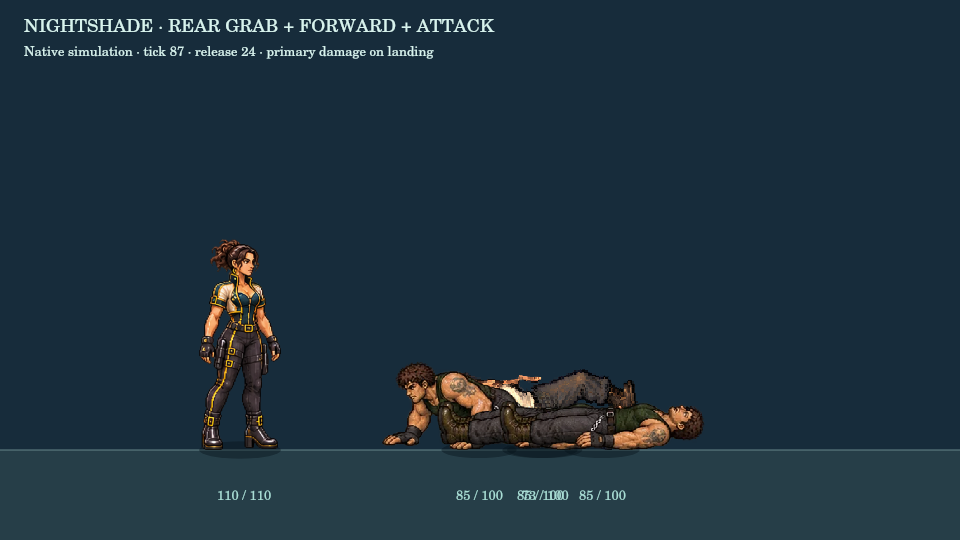 NIGHTSHADE · REAR GRAB + FORWARD + ATTACK
Native simulation · tick 87 · release 24 · primary damage on landing
110 / 110
85 / 100
85 / 100